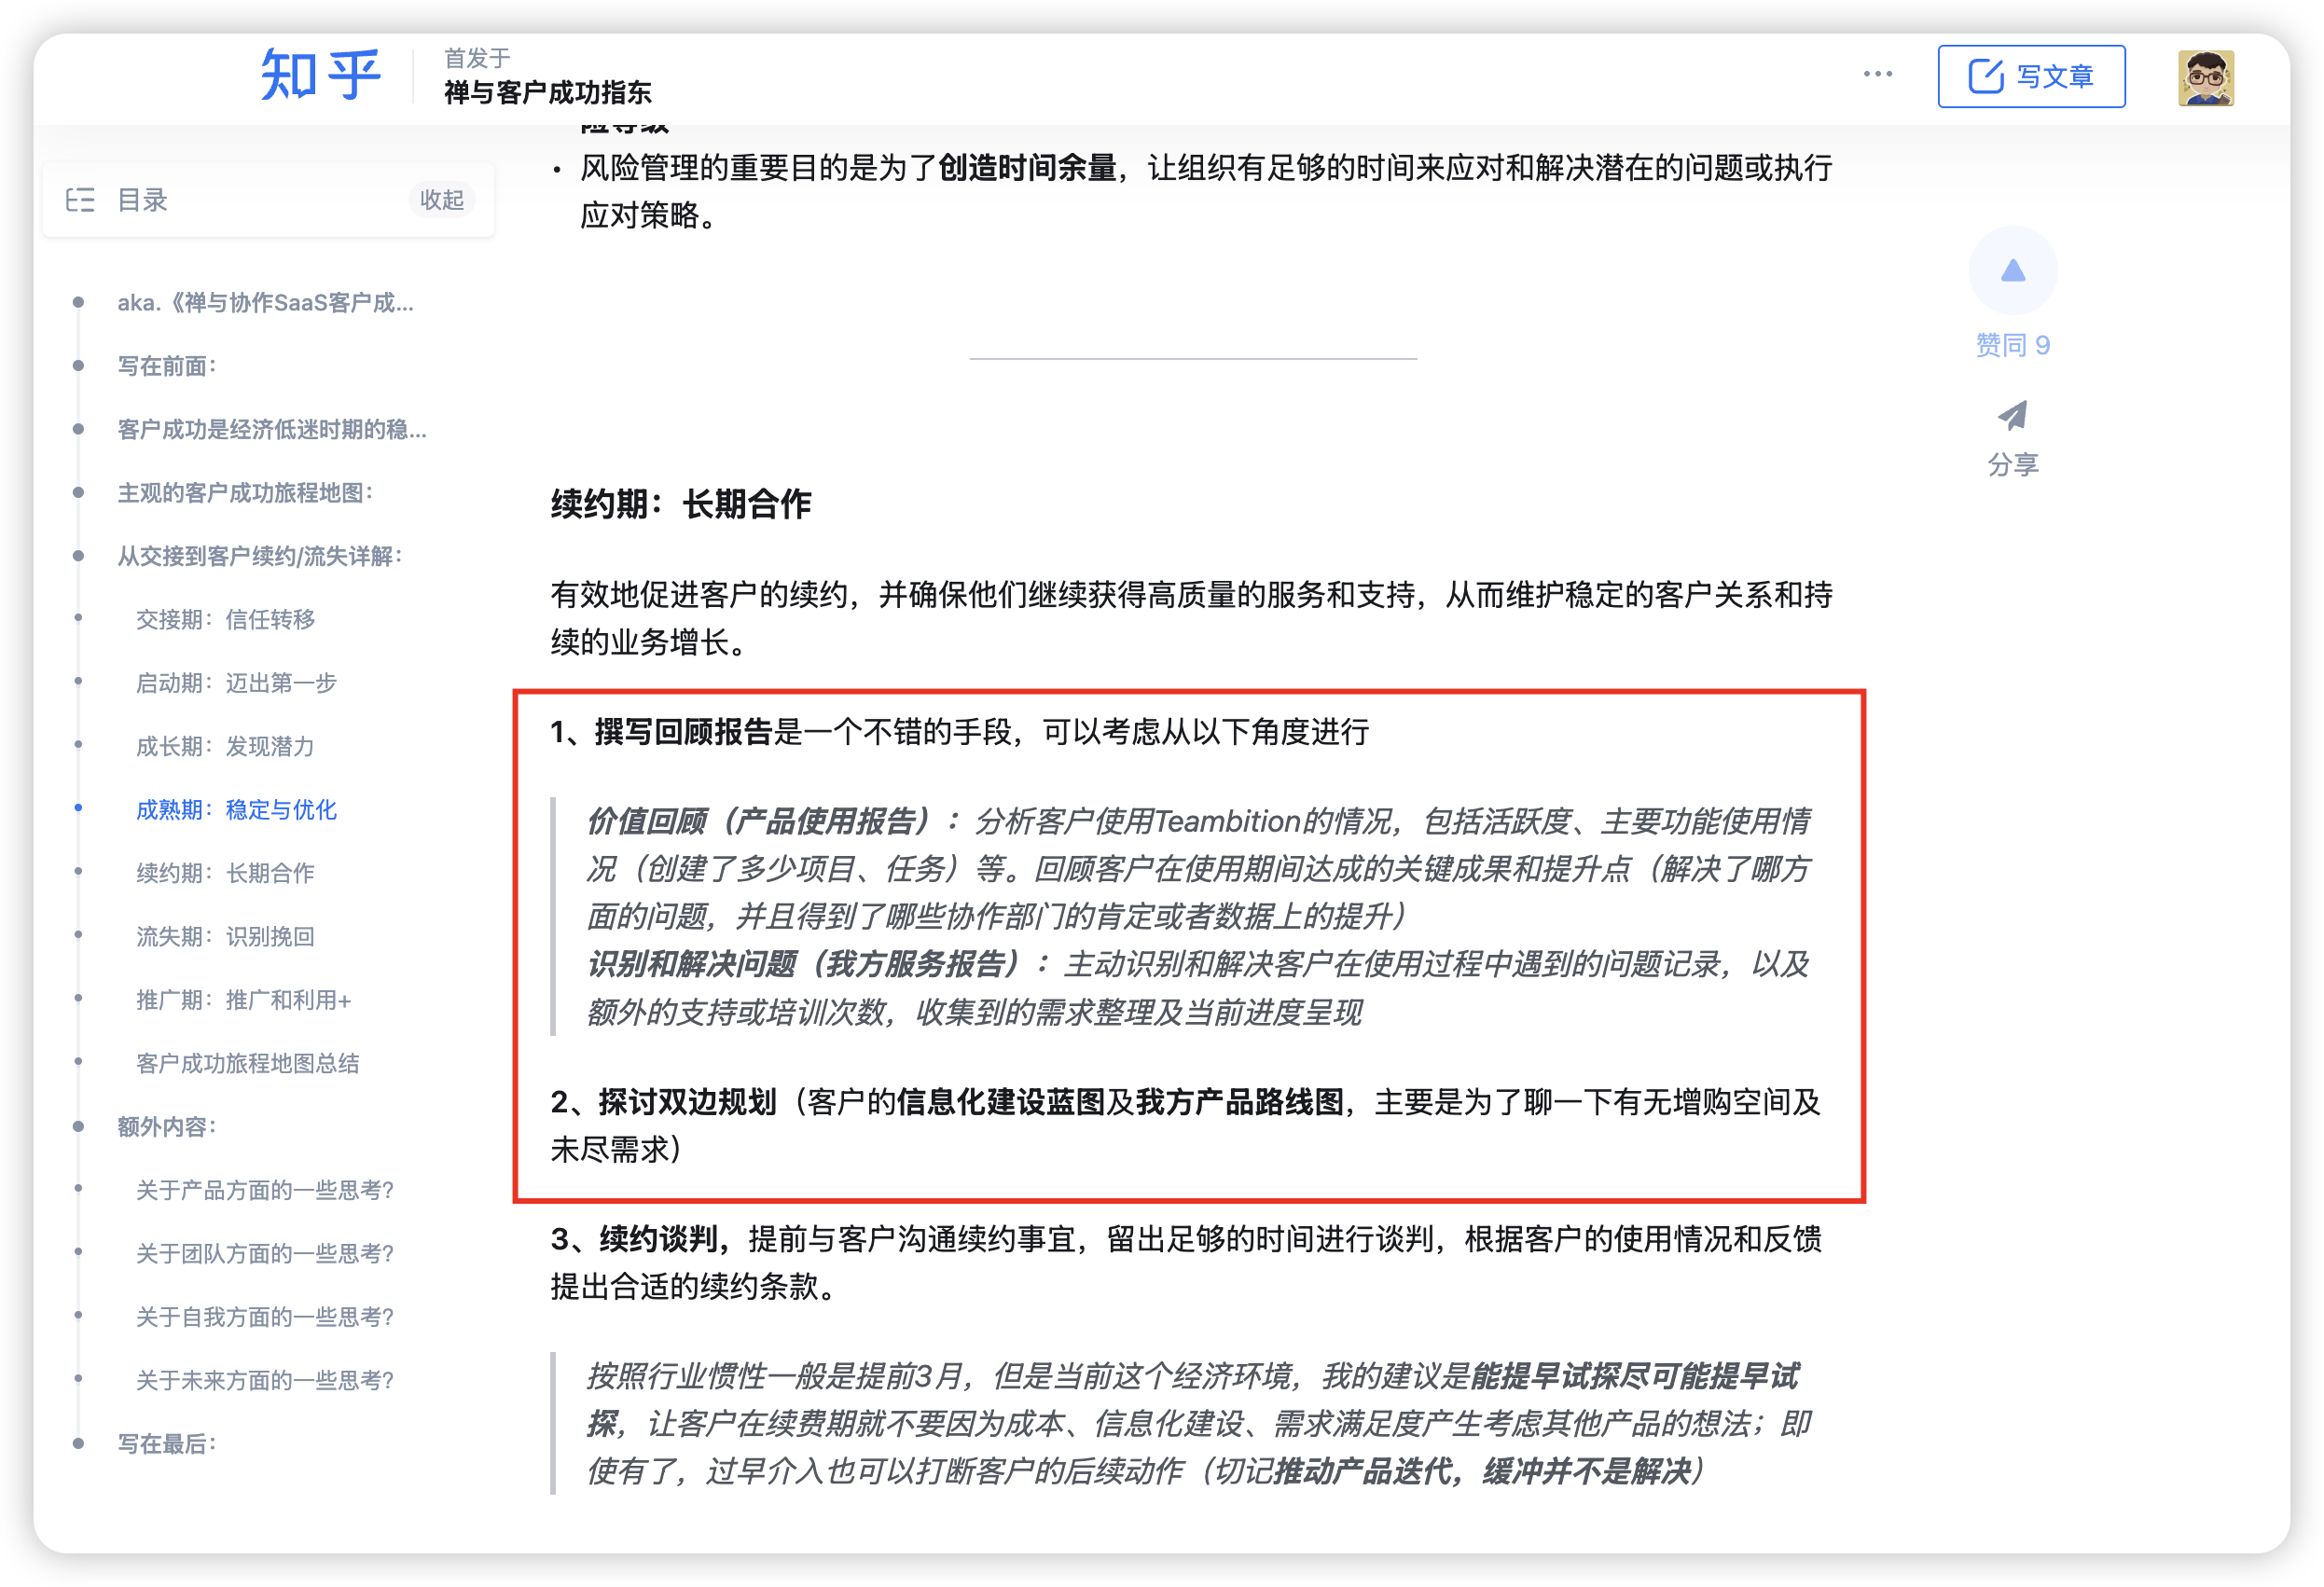 知乎
首发于
禅与客户成功指东
写文章
险等级
• 风险管理的重要目的是为了创造时间余量，让组织有足够的时间来应对和解决潜在的问题或执行
应对策略。
目录
收起
aka.《禅与协作SaaS客户成...
写在前面：
客户成功是经济低迷时期的稳...
主观的客户成功旅程地图：
从交接到客户续约/流失详解：
交接期：信任转移
启动期：迈出第一步
成长期：发现潜力
成熟期：稳定与优化
续约期：长期合作
流失期：识别挽回
推广期：推广和利用+
客户成功旅程地图总结
额外内容：
关于产品方面的一些思考？
关于团队方面的一些思考？
关于自我方面的一些思考？
关于未来方面的一些思考？
写在最后：
续约期：长期合作
有效地促进客户的续约，并确保他们继续获得高质量的服务和支持，从而维护稳定的客户关系和持
续的业务增长。
1、撰写回顾报告是一个不错的手段，可以考虑从以下角度进行
价值回顾（产品使用报告）：分析客户使用Teambition的情况，包括活跃度、主要功能使用情
况（创建了多少项目、任务）等。回顾客户在使用期间达成的关键成果和提升点（解决了哪方
面的问题，并且得到了哪些协作部门的肯定或者数据上的提升）
识别和解决问题（我方服务报告）：主动识别和解决客户在使用过程中遇到的问题记录，以及
额外的支持或培训次数，收集到的需求整理及当前进度呈现
2、探讨双边规划（客户的信息化建设蓝图及我方产品路线图，主要是为了聊一下有无增购空间及
未尽需求）
3、续约谈判，提前与客户沟通续约事宜，留出足够的时间进行谈判，根据客户的使用情况和反馈
提出合适的续约条款。
按照行业惯性一般是提前3月，但是当前这个经济环境，我的建议是能提早试探尽可能提早试
探，让客户在续费期就不要因为成本、信息化建设、需求满足度产生考虑其他产品的想法；即
使有了，过早介入也可以打断客户的后续动作（切记推动产品迭代，缓冲并不是解决）
赞同 9
分享